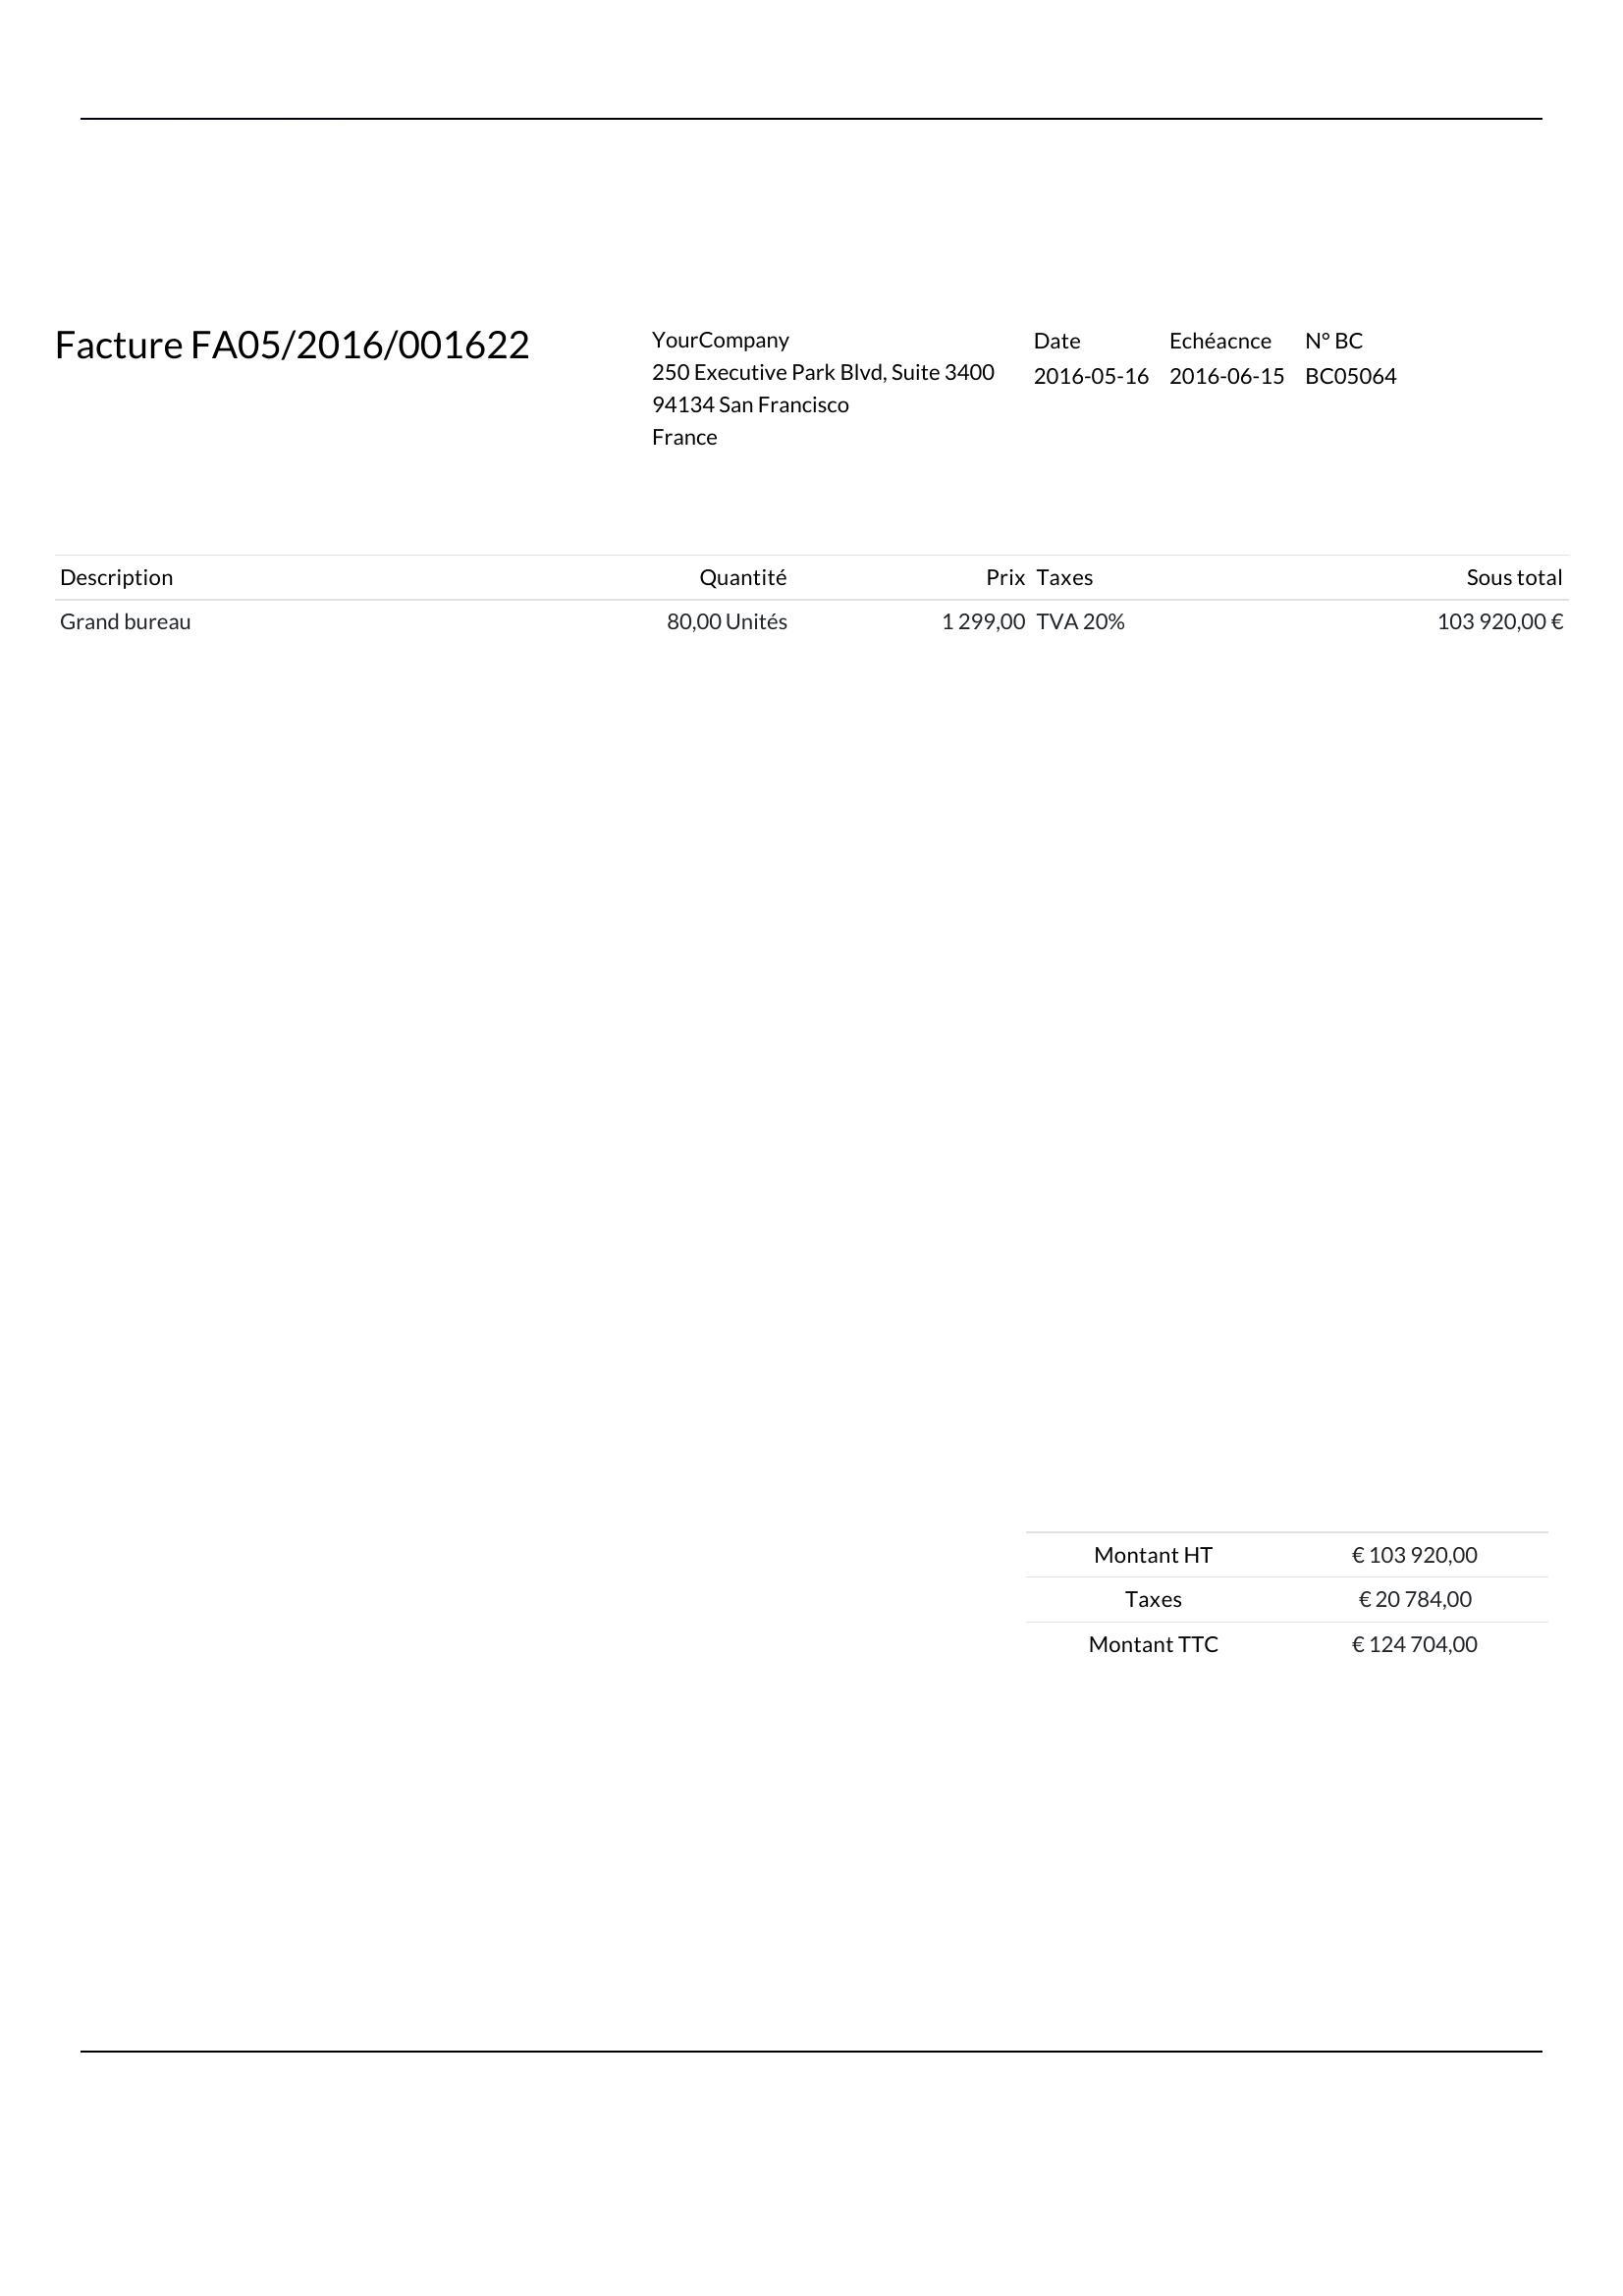 Facture FA05/2016/001622
YourCompany
250 Executive Park Blvd, Suite 3400
94134 San Francisco
France
Date Echéacnce N° BC
2016-05-16 2016-06-15 BC05064
Description Quantité Prix Taxes Sous total
Grand bureau 80,00 Unités 1 299,00 TVA 20% 103 920,00 €
Montant HT € 103 920,00
Taxes € 20 784,00
Montant TTC € 124 704,00